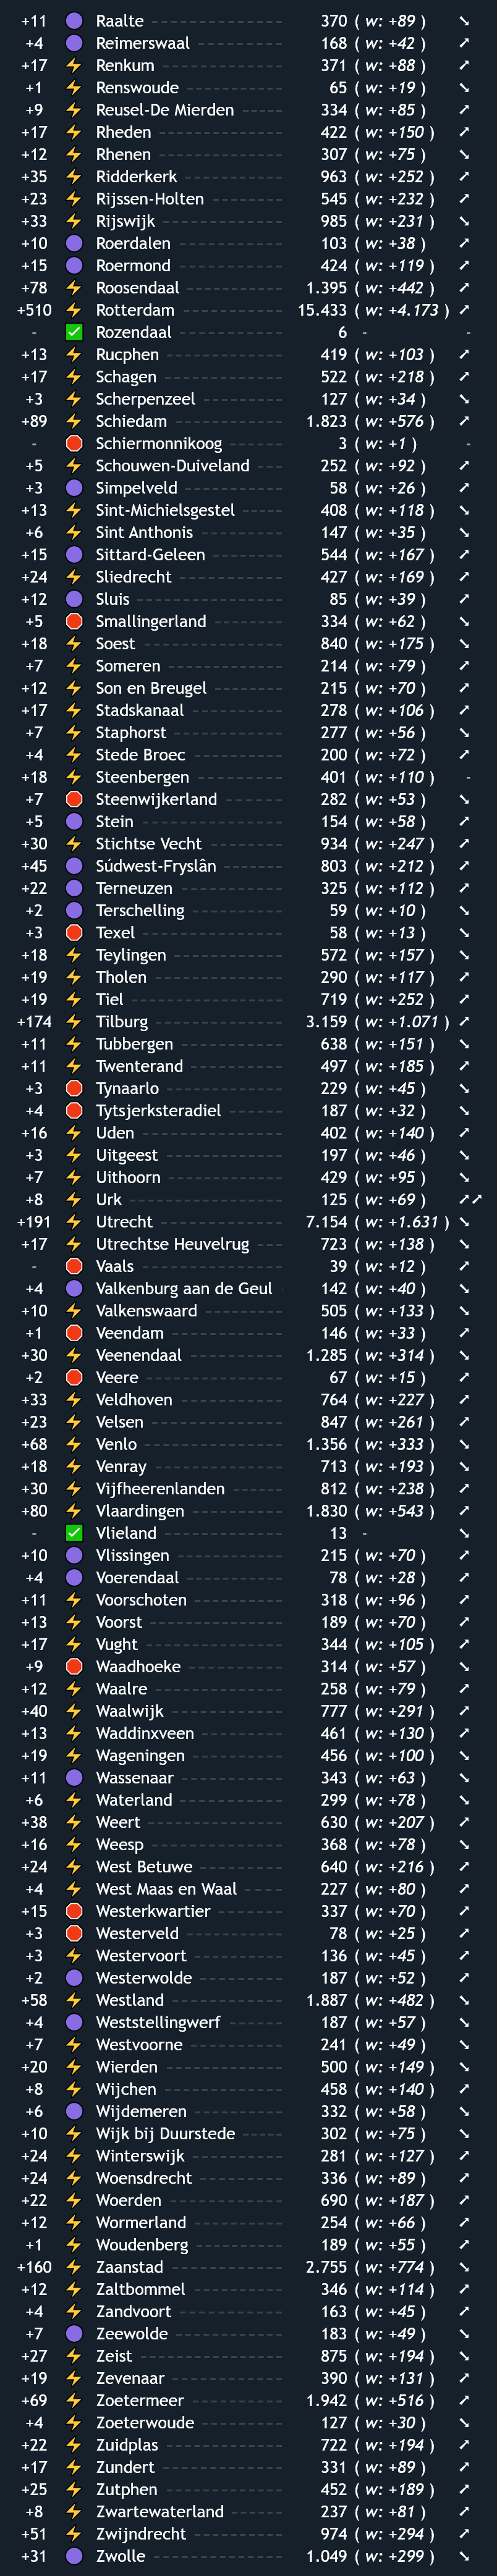 +11 Raalte 370 ( w: +89 )
+4 Reimerswaal 168 ( w: +42 )
+17 Renkum 371 ( w: +88 )
+1 Renswoude 65 ( w: +19 )
+9 Reusel-De Mierden 334 ( w: +85 )
+17 Rheden 422 ( w: +150 )
+12 Rhenen 307 ( w: +75 )
+35 Ridderkerk 963 ( w: +252 )
+23 Rijssen-Holten 545 ( w: +232 )
+33 Rijswijk 985 ( w: +231 )
+10 Roerdalen 103 ( w: +38 )
+15 Roermond 424 ( w: +119 )
+78 Roosendaal 1.395 ( w: +442 )
+510 Rotterdam 15.433 ( w: +4.173 )
- Rozendaal 6 - -
+13 Rucphen 419 ( w: +103 )
+17 Schagen 522 ( w: +218 )
+3 Scherpenzeel 127 ( w: +34 )
+89 Schiedam 1.823 ( w: +576 )
- Schiermonnikoog 3 ( w: +1 ) -
+5 Schouwen-Duiveland 252 ( w: +92 )
+3 Simpelveld 58 ( w: +26 )
+13 Sint-Michielsgestel 408 ( w: +118 )
+6 Sint Anthonis 147 ( w: +35 )
+15 Sittard-Geleen 544 ( w: +167 )
+24 Sliedrecht 427 ( w: +169 )
+12 Sluis 85 ( w: +39 )
+5 Smallingerland 334 ( w: +62 )
+18 Soest 840 ( w: +175 )
+7 Someren 214 ( w: +79 )
+12 Son en Breugel 215 ( w: +70 )
+17 Stadskanaal 278 ( w: +106 )
+7 Staphorst 277 ( w: +56 )
+4 Stede Broec 200 ( w: +72 )
+18 Steenbergen 401 ( w: +110 ) -
+7 Steenwijkerland 282 ( w: +53 )
+5 Stein 154 ( w: +58 )
+30 Stichtse Vecht 934 ( w: +247 )
+45 Súdwest-Fryslân 803 ( w: +212 )
+22 Terneuzen 325 ( w: +112 )
+2 Terschelling 59 ( w: +10 )
+3 Texel 58 ( w: +13 )
+18 Teylingen 572 ( w: +157 )
+19 Tholen 290 ( w: +117 )
+19 Tiel 719 ( w: +252 )
+174 Tilburg 3.159 ( w: +1.071 )
+11 Tubbergen 638 ( w: +151 )
+11 Twenterand 497 ( w: +185 )
+3 Tynaarlo 229 ( w: +45 )
+4 Tytsjerksteradiel 187 ( w: +32 )
+16 Uden 402 ( w: +140 )
+3 Uitgeest 197 ( w: +46 )
+7 Uithoorn 429 ( w: +95 )
+8 Urk 125 ( w: +69 )
+191 Utrecht 7.154 ( w: +1.631 )
+17 Utrechtse Heuvelrug 723 ( w: +138 )
- Vaals 39 ( w: +12 )
+4 Valkenburg aan de Geul 142 ( w: +40 )
+10 Valkenswaard 505 ( w: +133 )
+1 Veendam 146 ( w: +33 )
+30 Veenendaal 1.285 ( w: +314 )
+2 Veere 67 ( w: +15 )
+33 Veldhoven 764 ( w: +227 )
+23 Velsen 847 ( w: +261 )
+68 Venlo 1.356 ( w: +333 )
+18 Venray 713 ( w: +193 )
+30 Vijfheerenlanden 812 ( w: +238 )
+80 Vlaardingen 1.830 ( w: +543 )
- Vlieland 13 -
+10 Vlissingen 215 ( w: +70 )
+4 Voerendaal 78 ( w: +28 )
+11 Voorschoten 318 ( w: +96 )
+13 Voorst 189 ( w: +70 )
+17 Vught 344 ( w: +105 )
+9 Waadhoeke 314 ( w: +57 )
+12 Waalre 258 ( w: +79 )
+40 Waalwijk 777 ( w: +291 )
+13 Waddinxveen 461 ( w: +130 )
+19 Wageningen 456 ( w: +100 )
+11 Wassenaar 343 ( w: +63 )
+6 Waterland 299 ( w: +78 )
+38 Weert 630 ( w: +207 )
+16 Weesp 368 ( w: +78 )
+24 West Betuwe 640 ( w: +216 )
+4 West Maas en Waal 227 ( w: +80 )
+15 Westerkwartier 337 ( w: +70 )
+3 Westerveld 78 ( w: +25 )
+3 Westervoort 136 ( w: +45 )
+2 Westerwolde 187 ( w: +52 )
+58 Westland 1.887 ( w: +482 )
+4 Weststellingwerf 187 ( w: +57 )
+7 Westvoorne 241 ( w: +49 )
+20 Wierden 500 ( w: +149 )
+8 Wijchen 458 ( w: +140 )
+6 Wijdemeren 332 ( w: +58 )
+10 Wijk bij Duurstede 302 ( w: +75 )
+24 Winterswijk 281 ( w: +127 )
+24 Woensdrecht 336 ( w: +89 )
+22 Woerden 690 ( w: +187 )
+12 Wormerland 254 ( w: +66 )
+1 Woudenberg 189 ( w: +55 )
+160 Zaanstad 2.755 ( w: +774 )
+12 Zaltbommel 346 ( w: +114 )
+4 Zandvoort 163 ( w: +45 )
+7 Zeewolde 183 ( w: +49 )
+27 Zeist 875 ( w: +194 )
+19 Zevenaar 390 ( w: +131 )
+69 Zoetermeer 1.942 ( w: +516 )
+4 Zoeterwoude 127 ( w: +30 )
+22 Zuidplas 722 ( w: +194 )
+17 Zundert 331 ( w: +89 )
+25 Zutphen 452 ( w: +189 )
+8 Zwartewaterland 237 ( w: +81 )
+51 Zwijndrecht 974 ( w: +294 )
+31 Zwolle 1.049 ( w: +299 )